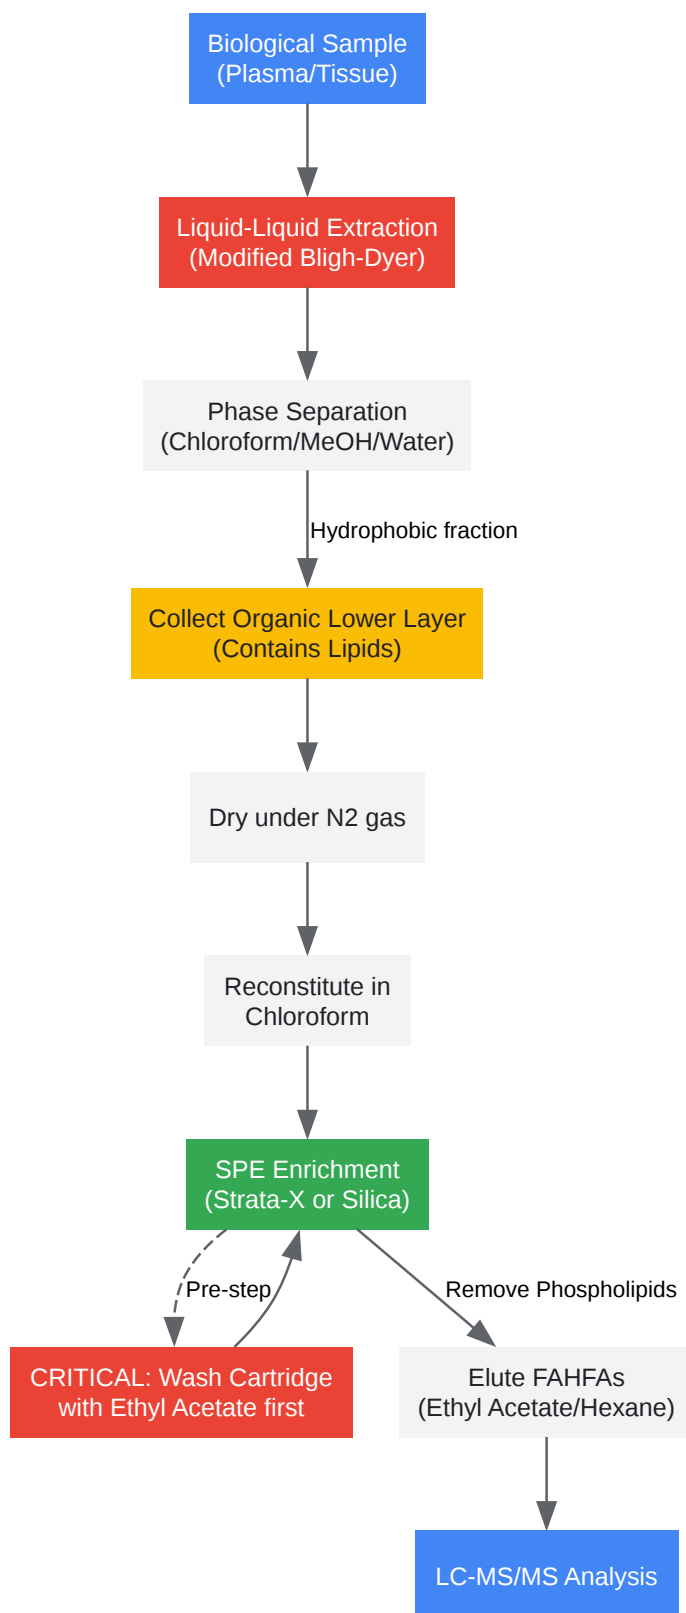 Biological Sample
(Plasma/Tissue)
Liquid-Liquid Extraction
(Modified Bligh-Dyer)
Phase Separation
(Chloroform/MeOH/Water)
Hydrophobic fraction
Collect Organic Lower Layer
(Contains Lipids)
Dry under N2 gas
Reconstitute in
Chloroform
SPE Enrichment
(Strata-X or Silica)
Pre-step
Remove Phospholipids
CRITICAL: Wash Cartridge
with Ethyl Acetate first
Elute FAHFAs
(Ethyl Acetate/Hexane)
LC-MS/MS Analysis